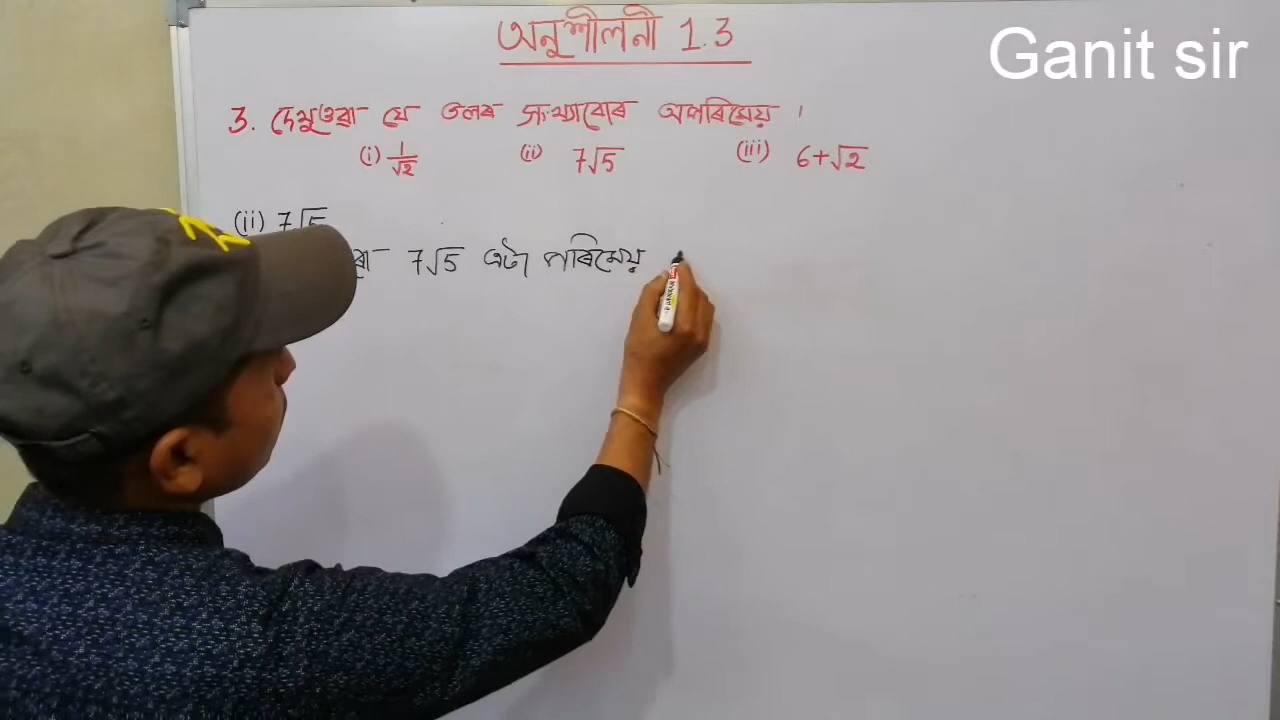 অনুশীলনী 1.3
Ganit sir
3. দেখুওৱা যে তলৰ সংখ্যাবোৰ অপৰিমেয় ।
(i) 1/√2 (ii) 7√5 (iii) 6+√2
(ii) 7√5
7√5 এটা পৰিমেয়